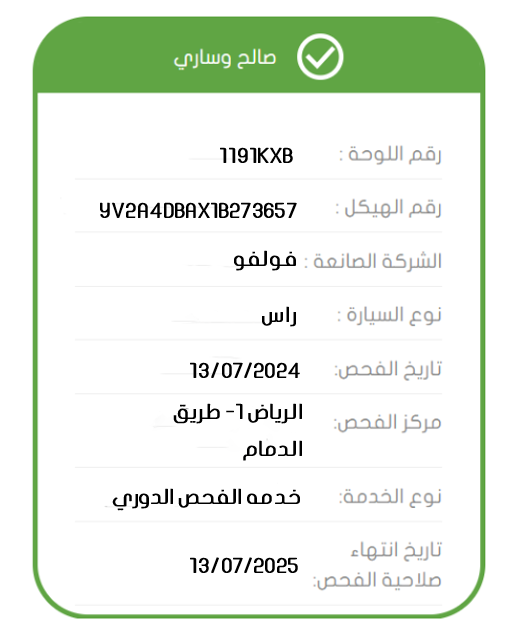 صالح وساري
رقم اللوحة : 1191KXB
رقم الهيكل : YV2A4DBAX1B273657
الشركة الصانعة : فولفو
نوع السيارة : راس
تاريخ الفحص: 13/07/2024
مركز الفحص: الرياض 1- طريق
الدمام
نوع الخدمة: خدمه الفحص الدوري
تاريخ انتهاء
صلاحية الفحص: 13/07/2025